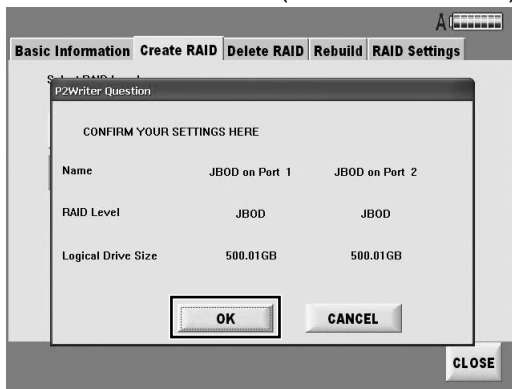 A
Basic Information Create RAID Delete RAID Rebuild RAID Settings
P2Writer Question
CONFIRM YOUR SETTINGS HERE
Name JBOD on Port 1 JBOD on Port 2
RAID Level JBOD JBOD
Logical Drive Size 500.01GB 500.01GB
OK CANCEL
CLOSE